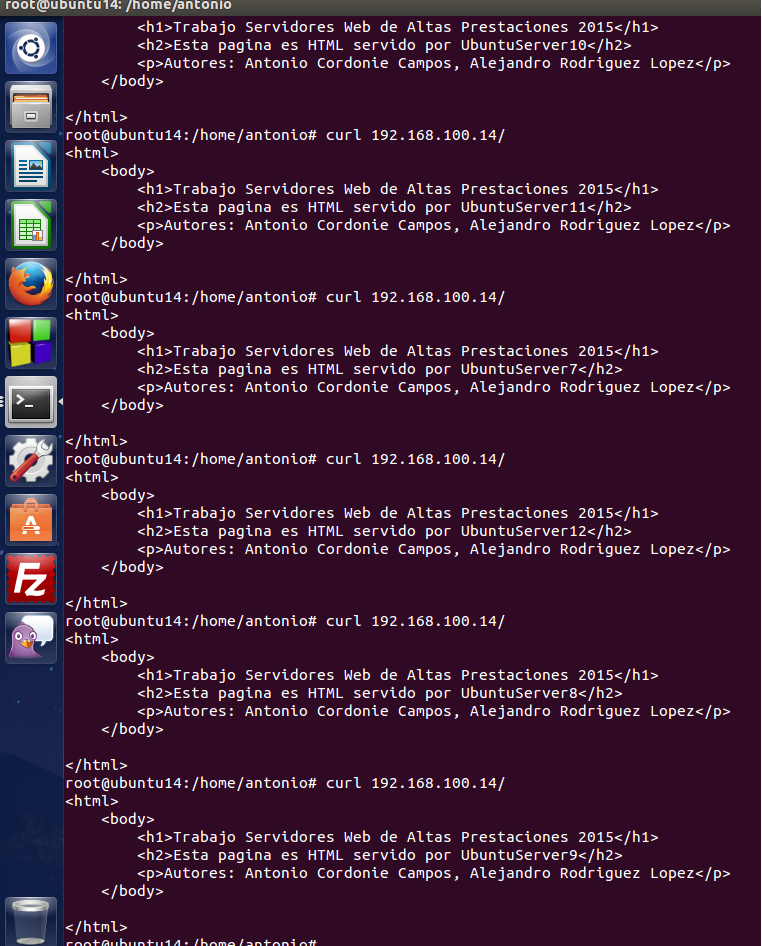 root@ubuntu14: /home/antonio
<h1>Trabajo Servidores Web de Altas Prestaciones 2015</h1>
<h2>Esta pagina es HTML servido por UbuntuServer10</h2>
<p>Autores: Antonio Cordonie Campos, Alejandro Rodriguez Lopez</p>
</body>
</html>
root@ubuntu14:/home/antonio# curl 192.168.100.14/
<html>
<body>
<h1>Trabajo Servidores Web de Altas Prestaciones 2015</h1>
<h2>Esta pagina es HTML servido por UbuntuServer11</h2>
<p>Autores: Antonio Cordonie Campos, Alejandro Rodriguez Lopez</p>
</body>
</html>
root@ubuntu14:/home/antonio# curl 192.168.100.14/
<html>
<body>
<h1>Trabajo Servidores Web de Altas Prestaciones 2015</h1>
<h2>Esta pagina es HTML servido por UbuntuServer7</h2>
<p>Autores: Antonio Cordonie Campos, Alejandro Rodriguez Lopez</p>
</body>
</html>
root@ubuntu14:/home/antonio# curl 192.168.100.14/
<html>
<body>
<h1>Trabajo Servidores Web de Altas Prestaciones 2015</h1>
<h2>Esta pagina es HTML servido por UbuntuServer12</h2>
<p>Autores: Antonio Cordonie Campos, Alejandro Rodriguez Lopez</p>
</body>
</html>
root@ubuntu14:/home/antonio# curl 192.168.100.14/
<html>
<body>
<h1>Trabajo Servidores Web de Altas Prestaciones 2015</h1>
<h2>Esta pagina es HTML servido por UbuntuServer8</h2>
<p>Autores: Antonio Cordonie Campos, Alejandro Rodriguez Lopez</p>
</body>
</html>
root@ubuntu14:/home/antonio# curl 192.168.100.14/
<html>
<body>
<h1>Trabajo Servidores Web de Altas Prestaciones 2015</h1>
<h2>Esta pagina es HTML servido por UbuntuServer9</h2>
<p>Autores: Antonio Cordonie Campos, Alejandro Rodriguez Lopez</p>
</body>
</html>
root@ubuntu14:/home/antonio#
Fz